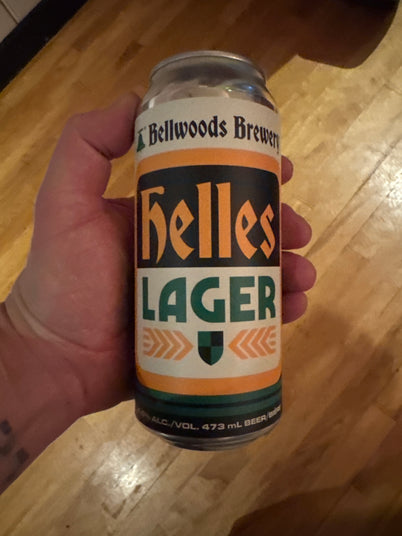 Bellwoods Brewery
helles
LAGER
ALC./VOL. 473 mL BEER/